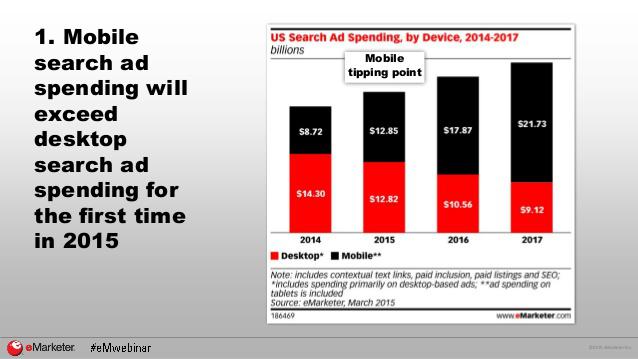 1. Mobile
search ad
spending will
exceed
desktop
search ad
spending for
the first time
in 2015
US Search Ad Spending, by Device, 2014-2017
billions
Mobile
tipping point
$8.72
$14.30
$12.85
$12.82
$17.87
$10.56
$21.73
$9.12
2014 2015 2016 2017
Desktop* Mobile**
Note: includes contextual text links, paid inclusion, paid listings and SEO;
*includes spending primarily on desktop-based ads; **ad spending on
tablets is included
Source: eMarketer, March 2015
186469 www.eMarketer.com
eMarketer. #eMwebinar